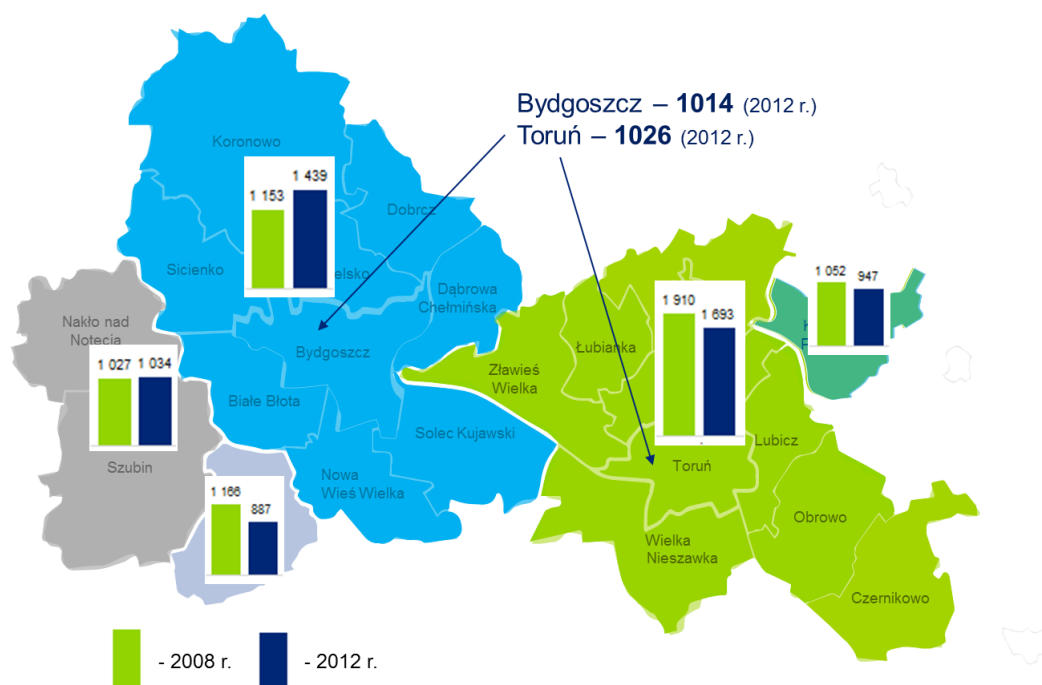 Bydgoszcz – 1014 (2012 r.)
Toruń – 1026 (2012 r.)
Koronowo
1 153
1 439
Dobrcz
Sicienko
elsko
Dąbrowa
Chełmińska
Nakło nad
Notecią
Bydgoszcz
1 027
1 034
Białe Błota
Szubin
Solec Kujawski
Nowa
Wieś Wielka
1 166
887
1 910
1 693
Łubianka
Zławieś
Wielka
1 052
947
Lubicz
Toruń
Obrowo
Wielka
Nieszawka
Czernikowo
- 2008 r.
- 2012 r.